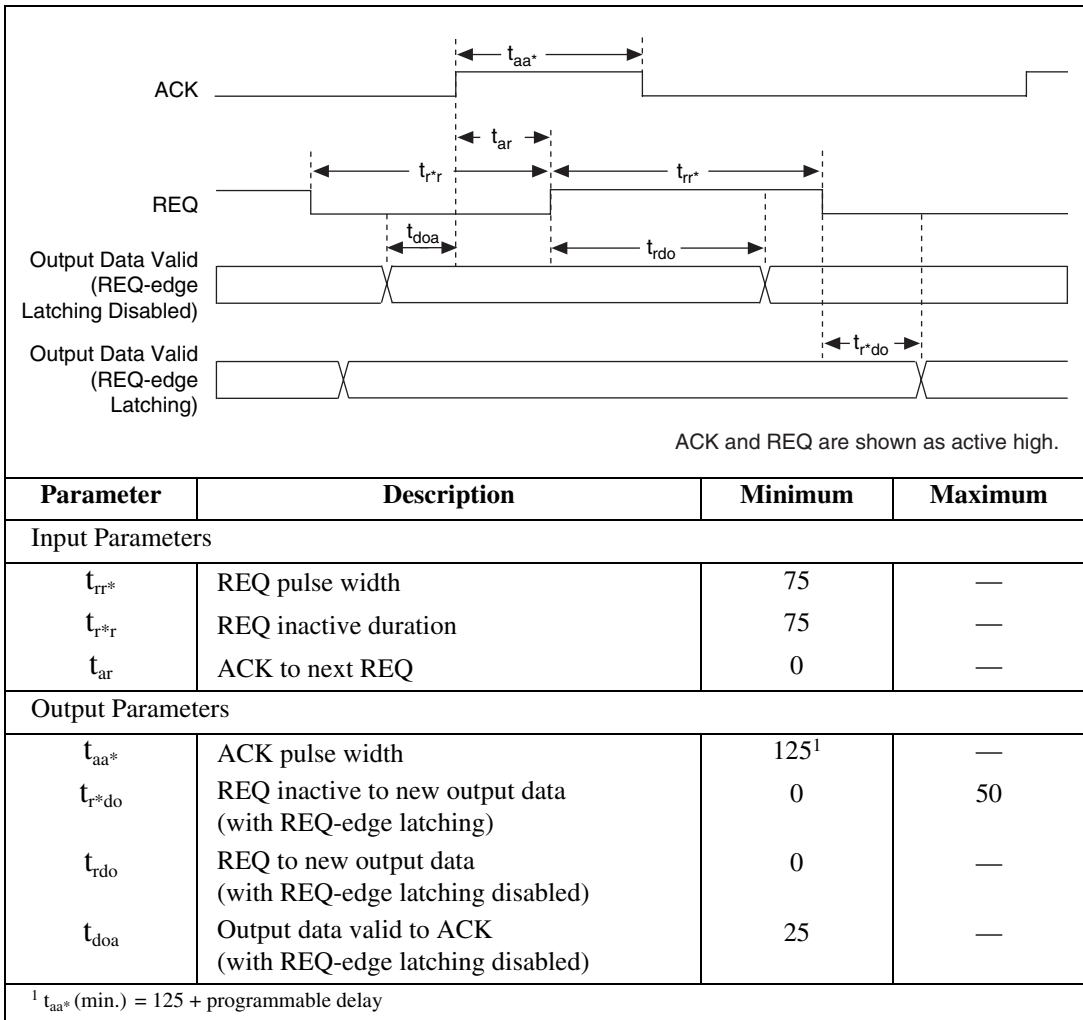 t_aa*
ACK
t_ar
t_r*r
t_rr*
REQ
t_doa
t_rdo
Output Data Valid
(REQ-edge
Latching Disabled)
t_r*do
Output Data Valid
(REQ-edge
Latching)
ACK and REQ are shown as active high.
Parameter Description Minimum Maximum
Input Parameters
t_rr* REQ pulse width 75 —
t_r*r REQ inactive duration 75 —
t_ar ACK to next REQ 0 —
Output Parameters
t_aa* ACK pulse width 125¹ —
t_r*do REQ inactive to new output data 0 50
(with REQ-edge latching)
t_rdo REQ to new output data 0 —
(with REQ-edge latching disabled)
t_doa Output data valid to ACK 25 —
(with REQ-edge latching disabled)
¹ t_aa* (min.) = 125 + programmable delay